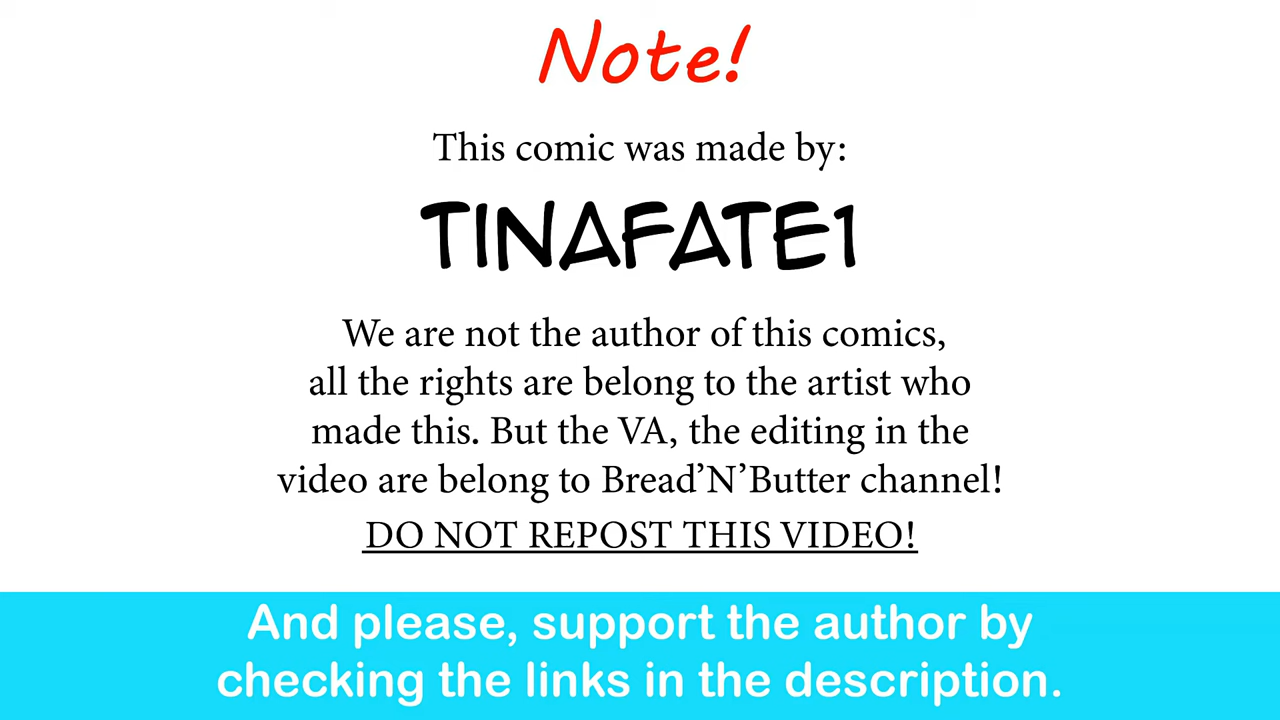 Note!
This comic was made by:
TINAFATE1
We are not the author of this comics,
all the rights are belong to the artist who
made this. But the VA, the editing in the
video are belong to Bread’N’Butter channel!
DO NOT REPOST THIS VIDEO!
And please, support the author by
checking the links in the description.